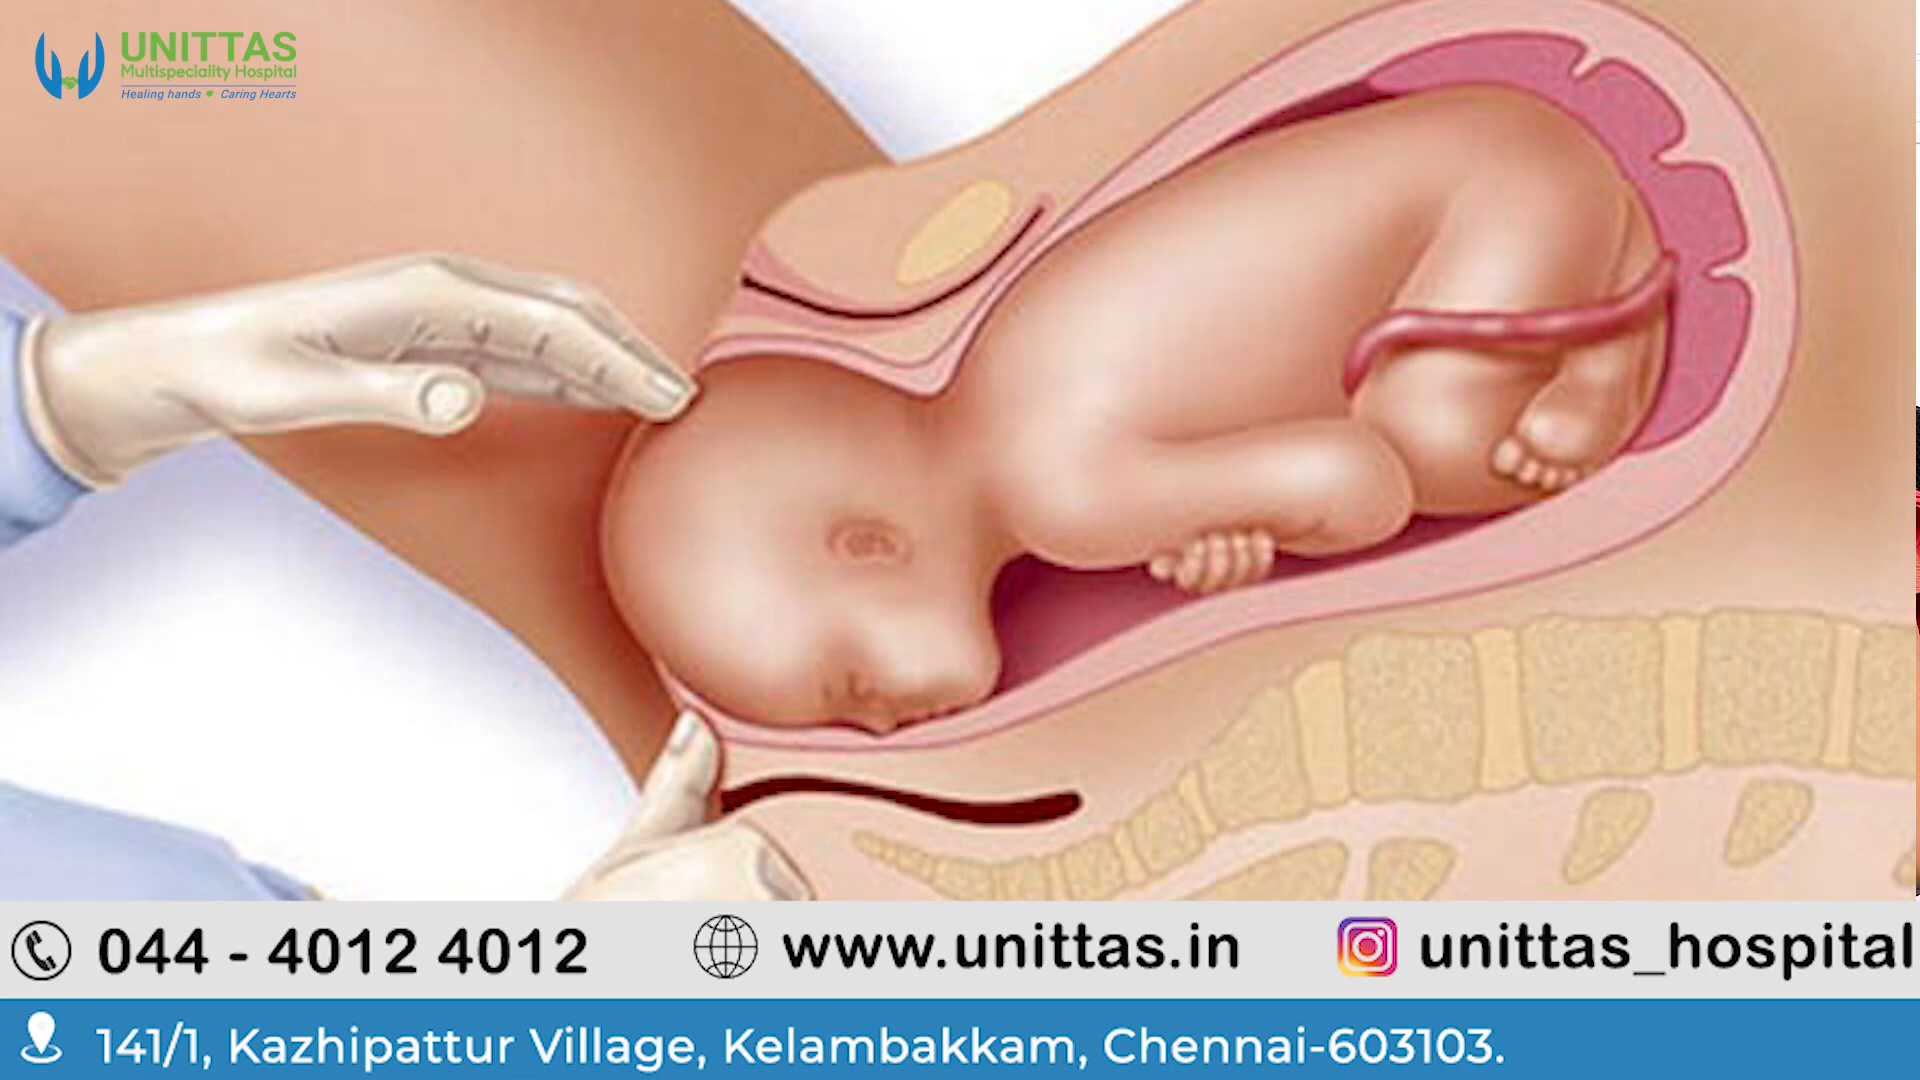 UNITTAS
Multispeciality Hospital
Healing hands Caring Hearts
044 - 4012 4012
www.unittas.in
unittas_hospital
141/1, Kazhipattur Village, Kelambakkam, Chennai-603103.